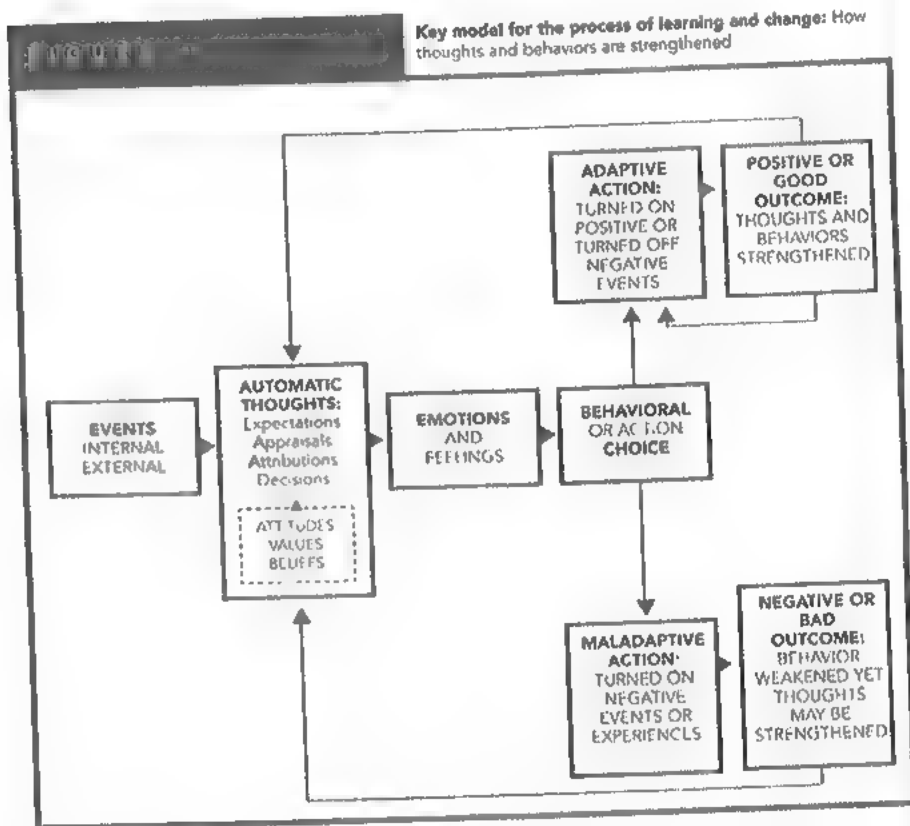 Key model for the process of learning and change: How
thoughts and behaviors are strengthened
ADAPTIVE
ACTION:
TURNED ON
POSITIVE OR
TURNED OFF
NEGATIVE
EVENTS
POSITIVE OR
GOOD
OUTCOME:
THOUGHTS AND
BEHAVIORS
STRENGTHENED
EVENTS
INTERNAL
EXTERNAL
AUTOMATIC
THOUGHTS:
Expectations
Appraisals
Attributions
Decisions
ATTITUDES
VALUES
BELIEFS
EMOTIONS
AND
FEELINGS
BEHAVIORAL
OR ACTION
CHOICE
MALADAPTIVE
ACTION:
TURNED ON
NEGATIVE
EVENTS OR
EXPERIENCES
NEGATIVE OR
BAD
OUTCOME:
BEHAVIOR
WEAKENED YET
THOUGHTS
MAY BE
STRENGTHENED